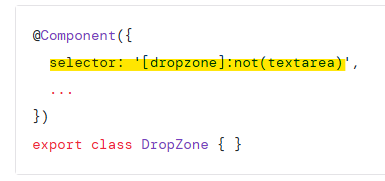 @Component({
  selector: '[dropzone]:not(textarea)',
  ...
})
export class DropZone { }